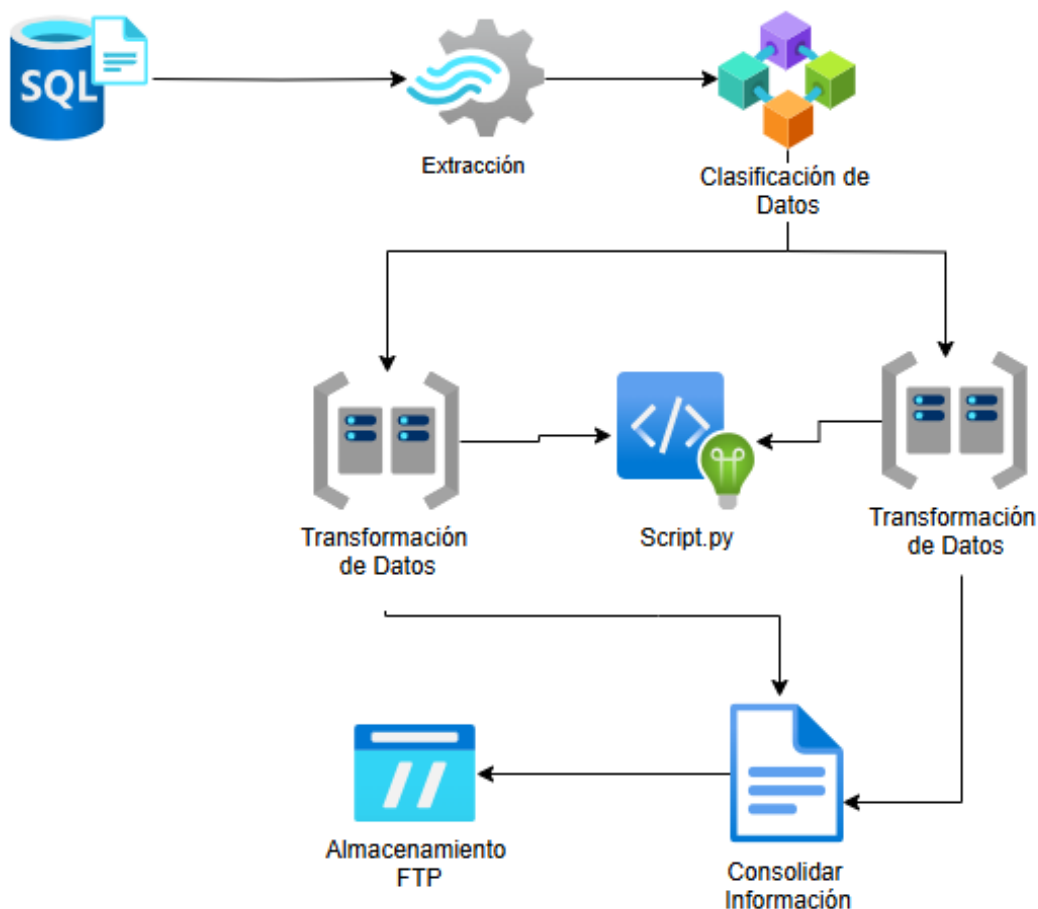 SQL
Extracción
Clasificación de
Datos
Transformación
de Datos
Script.py
Transformación
de Datos
Almacenamiento
FTP
Consolidar
Información